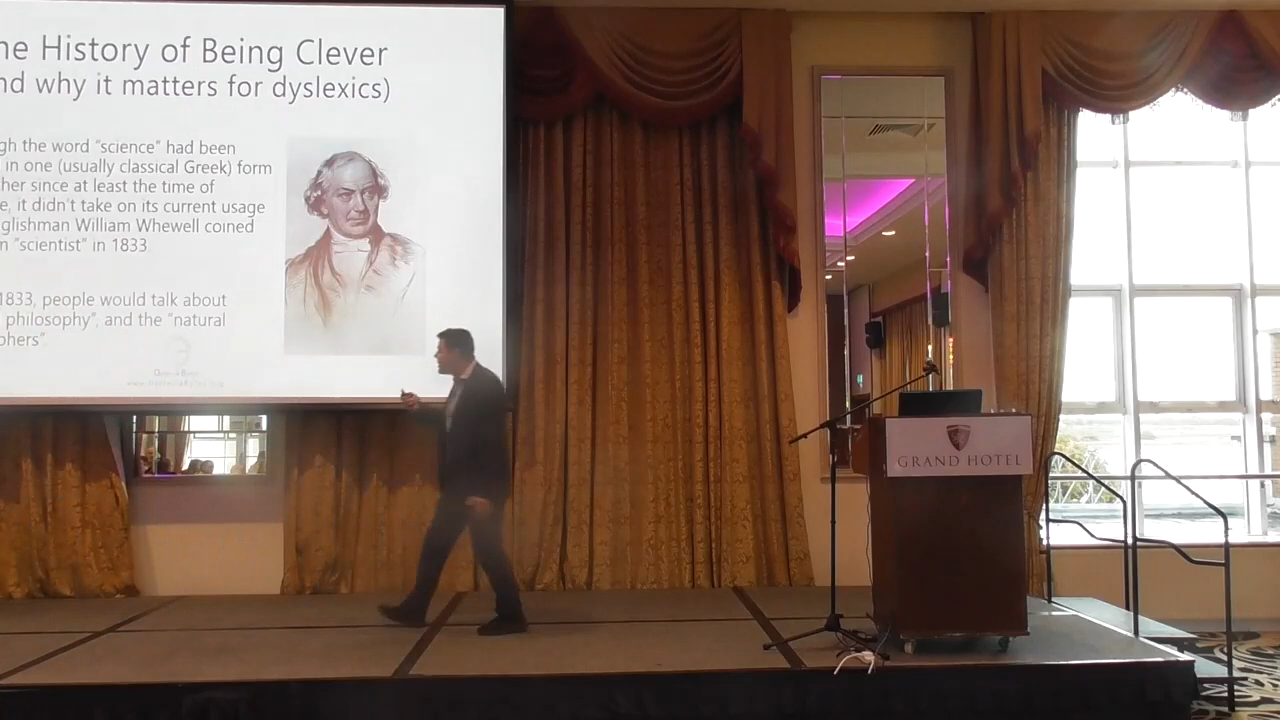 he History of Being Clever
nd why it matters for dyslexics)
gh the word "science" had been
in one (usually classical Greek) form
her since at least the time of
e, it didn't take on its current usage
glishman William Whewell coined
n "scientist" in 1833
1833, people would talk about
philosophy", and the "natural
phers".
GRAND HOTEL